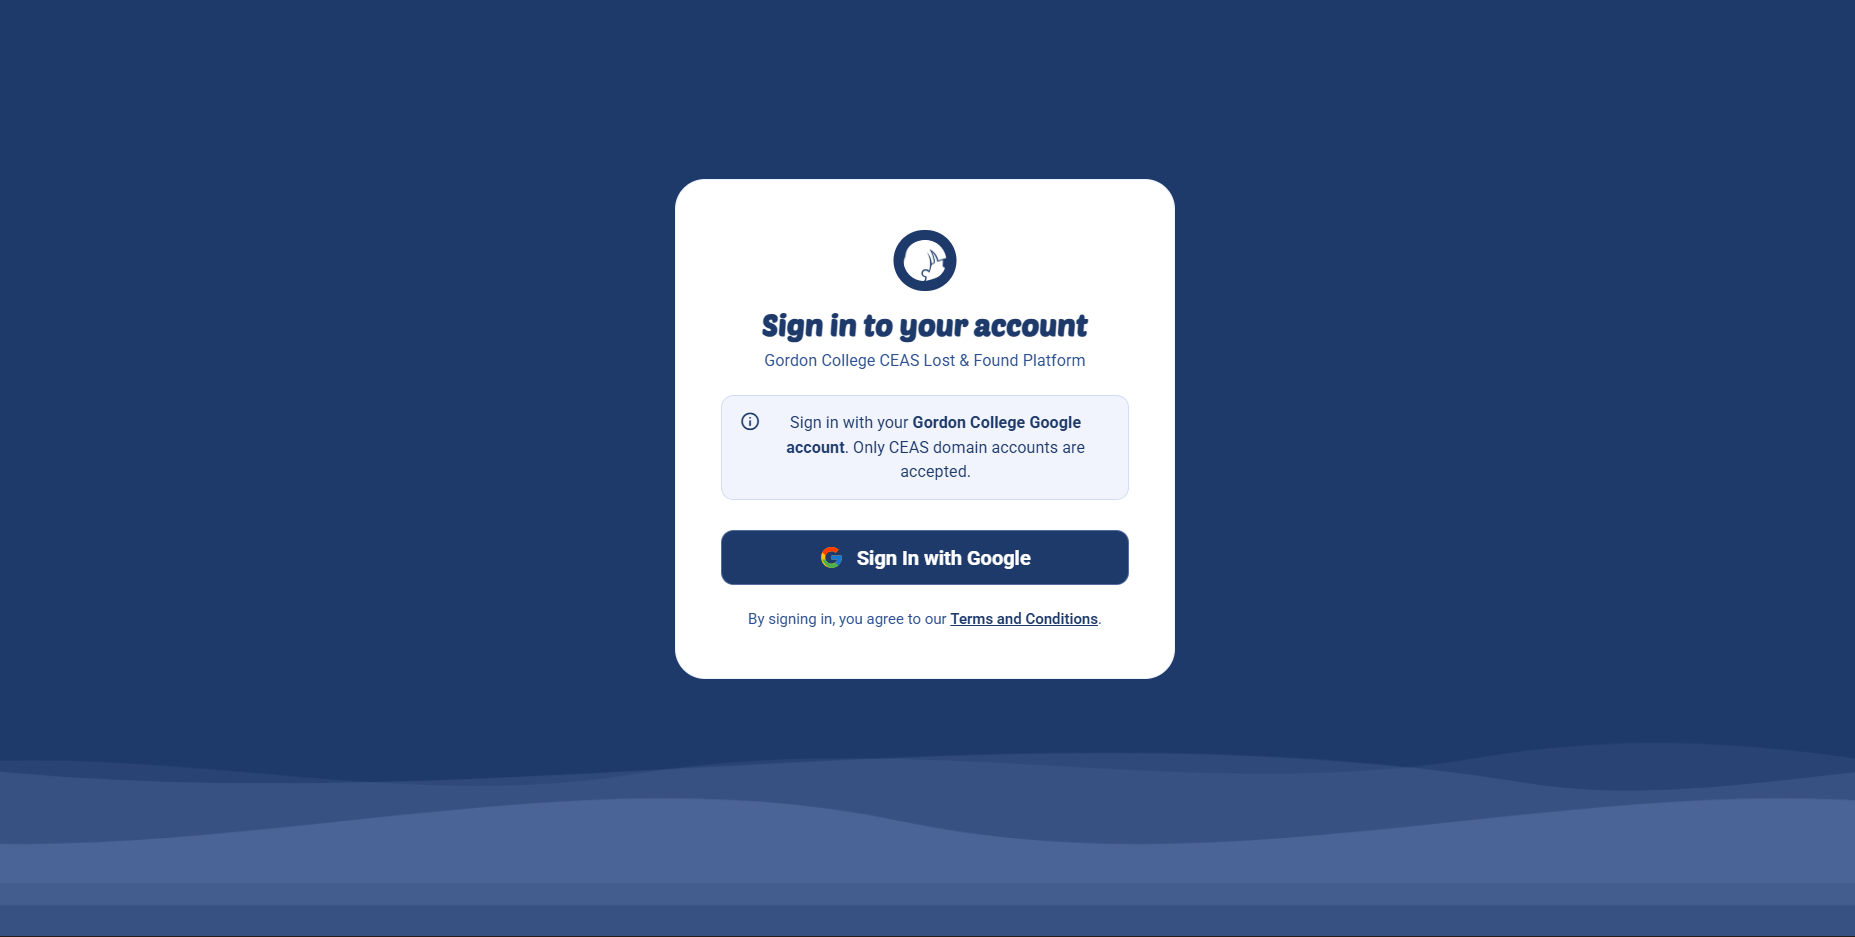 Sign in to your account
Gordon College CEAS Lost & Found Platform
Sign in with your Gordon College Google
account. Only CEAS domain accounts are
accepted.
Sign In with Google
By signing in, you agree to our Terms and Conditions.